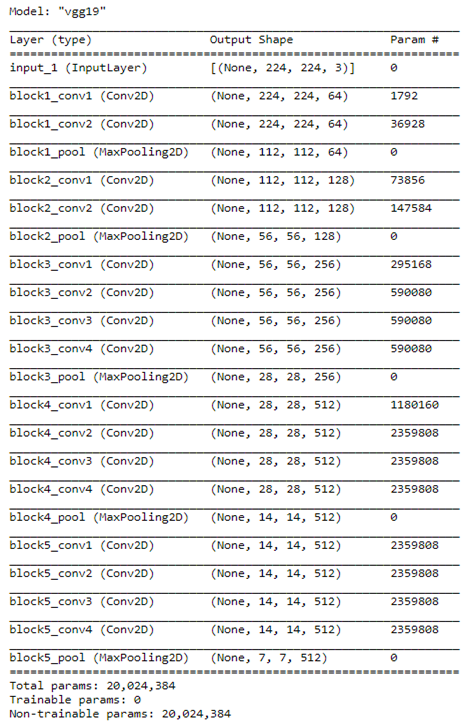 Model: "vgg19"
Layer (type) Output Shape Param #
input_1 (InputLayer) [(None, 224, 224, 3)] 0
block1_conv1 (Conv2D) (None, 224, 224, 64) 1792
block1_conv2 (Conv2D) (None, 224, 224, 64) 36928
block1_pool (MaxPooling2D) (None, 112, 112, 64) 0
block2_conv1 (Conv2D) (None, 112, 112, 128) 73856
block2_conv2 (Conv2D) (None, 112, 112, 128) 147584
block2_pool (MaxPooling2D) (None, 56, 56, 128) 0
block3_conv1 (Conv2D) (None, 56, 56, 256) 295168
block3_conv2 (Conv2D) (None, 56, 56, 256) 590080
block3_conv3 (Conv2D) (None, 56, 56, 256) 590080
block3_conv4 (Conv2D) (None, 56, 56, 256) 590080
block3_pool (MaxPooling2D) (None, 28, 28, 256) 0
block4_conv1 (Conv2D) (None, 28, 28, 512) 1180160
block4_conv2 (Conv2D) (None, 28, 28, 512) 2359808
block4_conv3 (Conv2D) (None, 28, 28, 512) 2359808
block4_conv4 (Conv2D) (None, 28, 28, 512) 2359808
block4_pool (MaxPooling2D) (None, 14, 14, 512) 0
block5_conv1 (Conv2D) (None, 14, 14, 512) 2359808
block5_conv2 (Conv2D) (None, 14, 14, 512) 2359808
block5_conv3 (Conv2D) (None, 14, 14, 512) 2359808
block5_conv4 (Conv2D) (None, 14, 14, 512) 2359808
block5_pool (MaxPooling2D) (None, 7, 7, 512) 0
Total params: 20,024,384
Trainable params: 0
Non-trainable params: 20,024,384